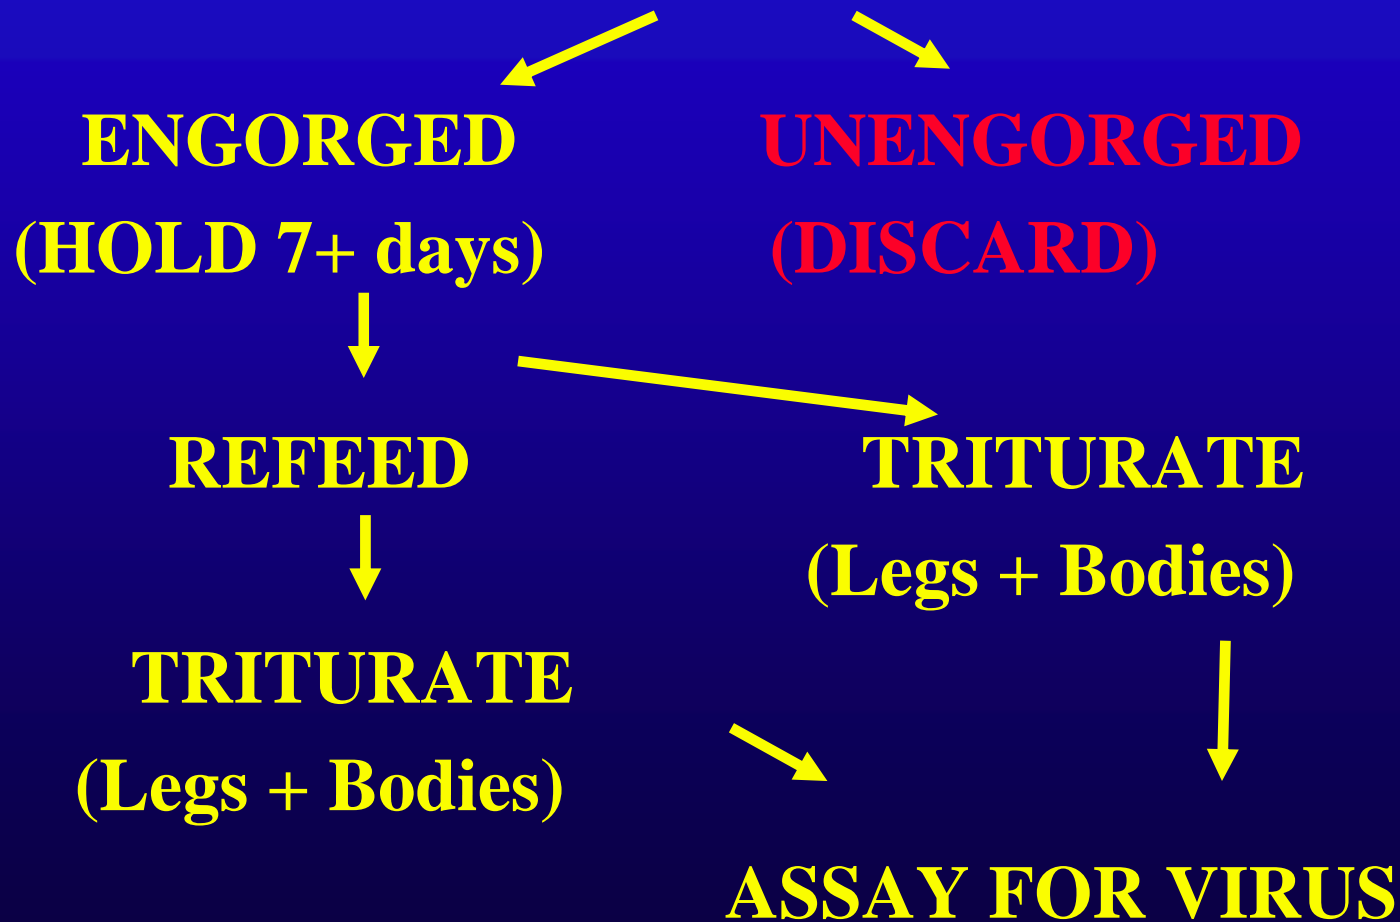 ENGORGED UNENGORGED
(HOLD 7+ days) (DISCARD)
REFEED TRITURATE
(Legs + Bodies)
TRITURATE
(Legs + Bodies)
ASSAY FOR VIRUS